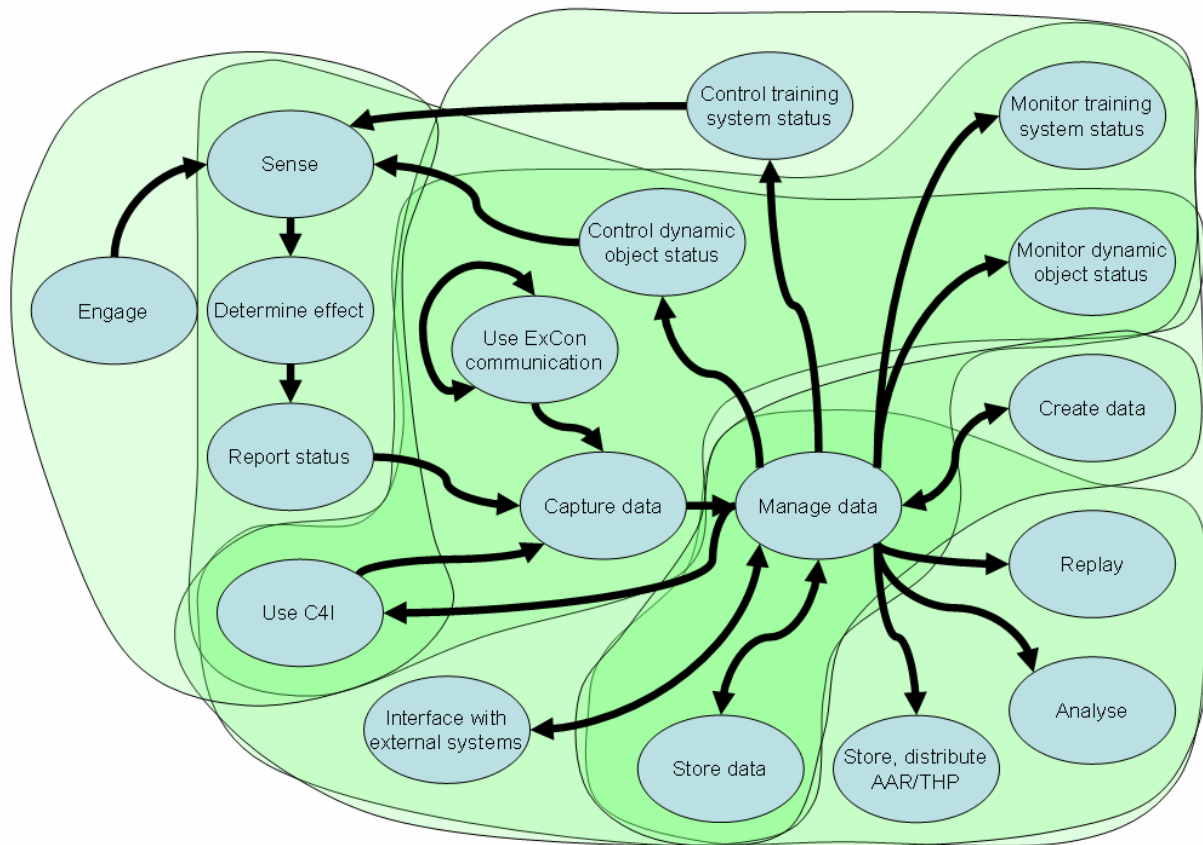 Control training
system status
Monitor training
system status
Sense
Control dynamic
object status
Monitor dynamic
object status
Engage
Determine effect
Use ExCon
communication
Create data
Report status
Capture data
Manage data
Replay
Use C4I
Interface with
external systems
Store data
Store, distribute
AAR/THP
Analyse